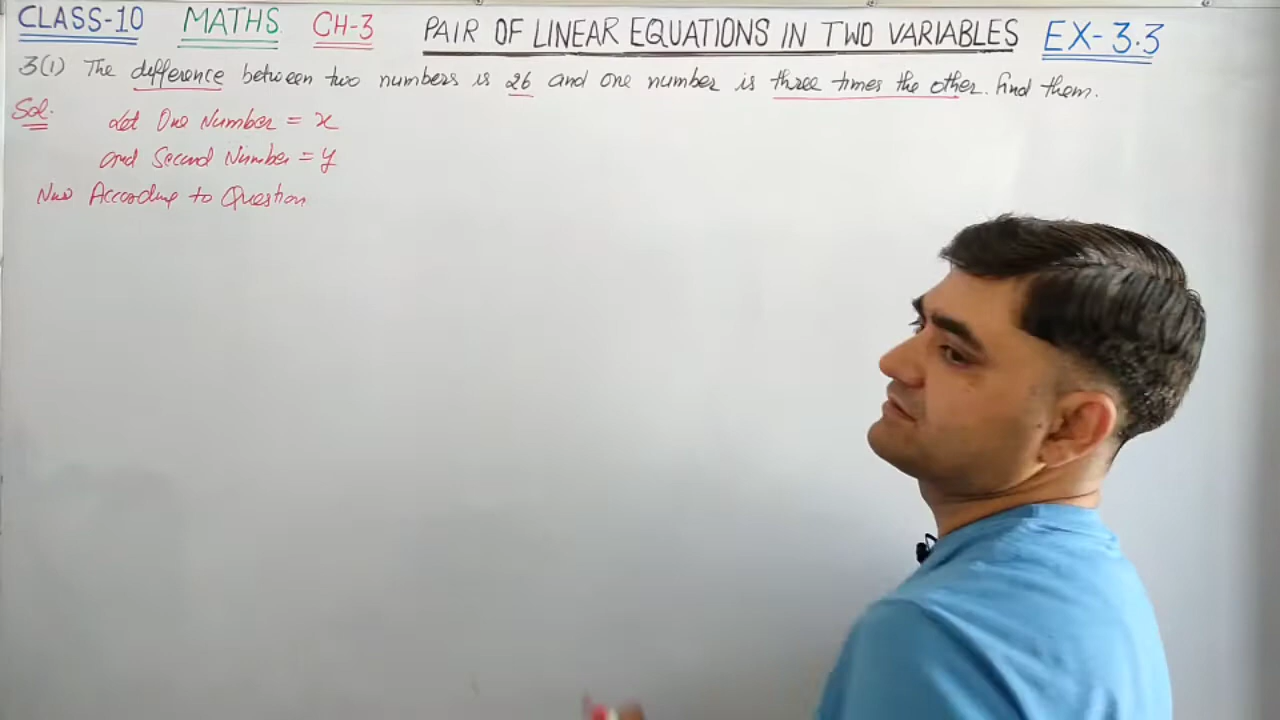 CLASS-10 MATHS CH-3 PAIR OF LINEAR EQUATIONS IN TWO VARIABLES EX-3.3
3(1) The difference between two numbers is 26 and one number is three times the other. Find them.
Sol. Let One Number = x
and Second Number = y
Now According to Question